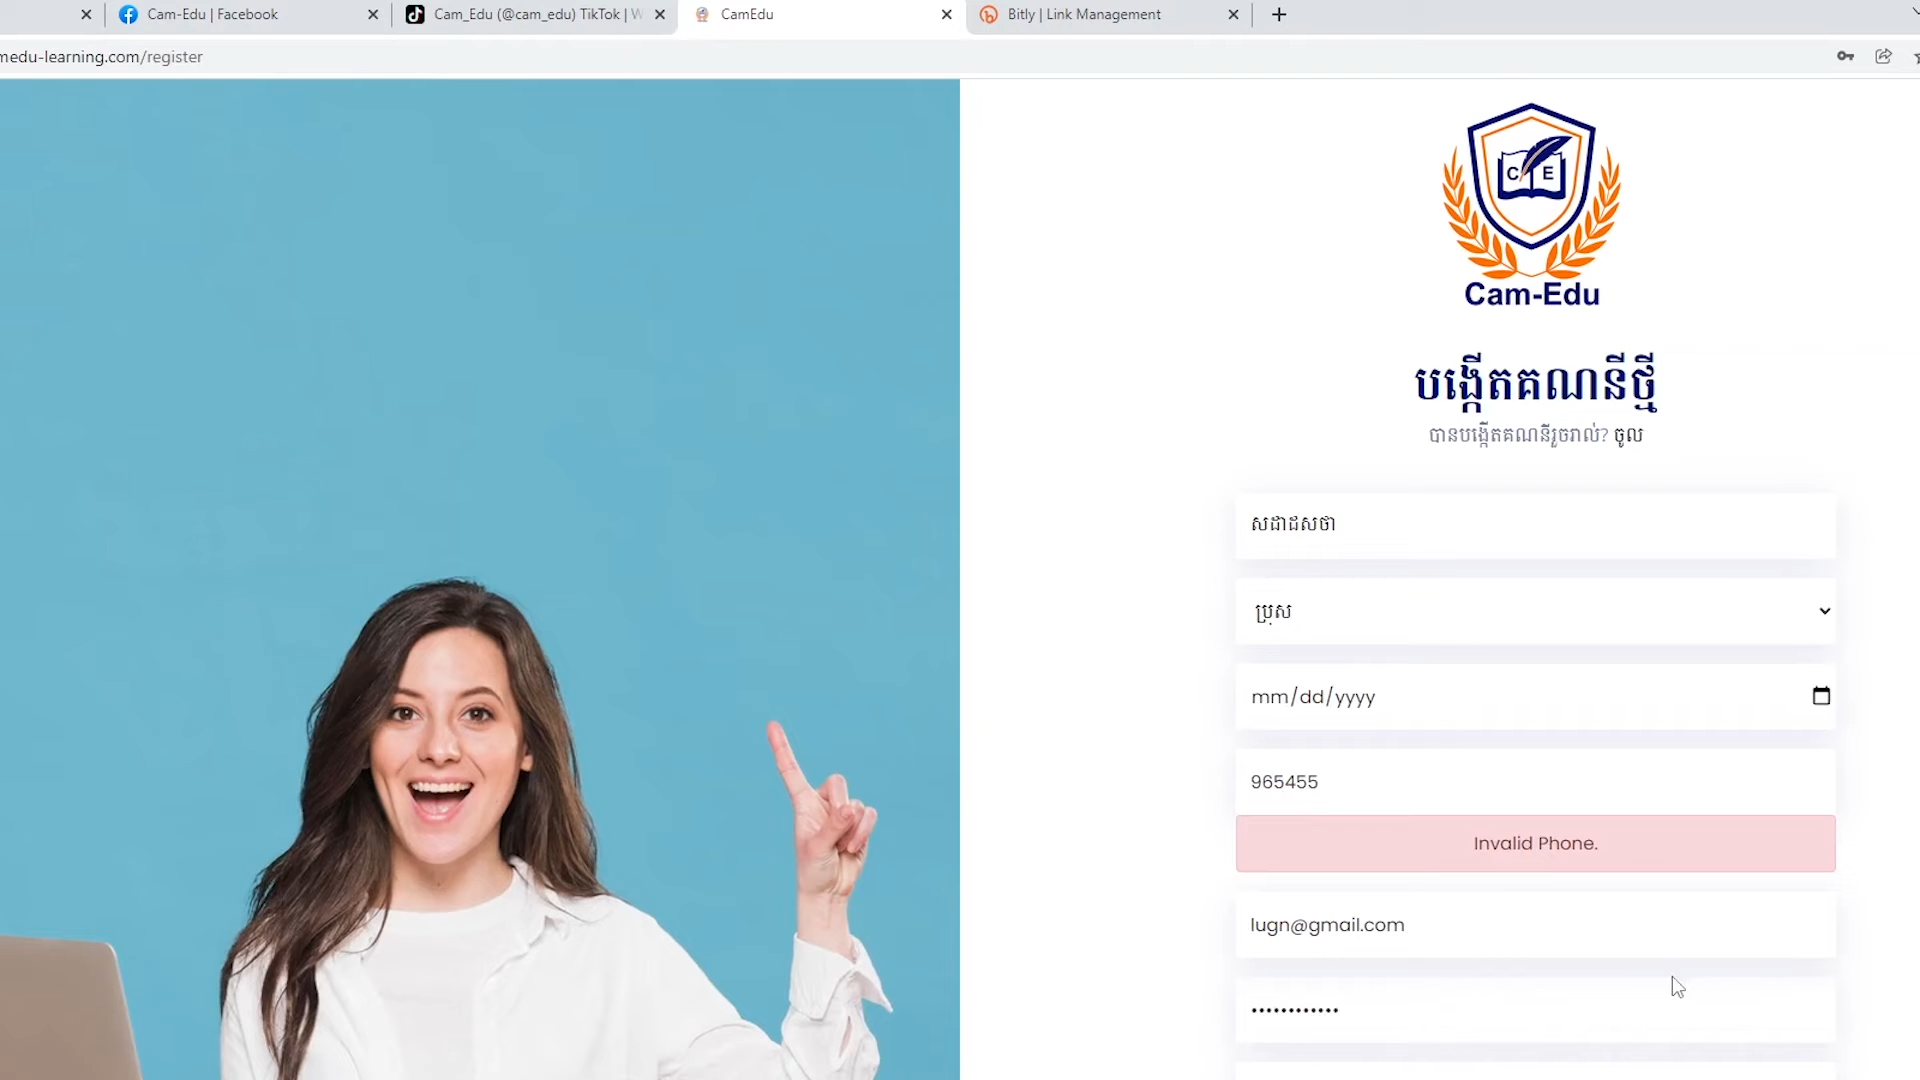 Cam-Edu | Facebook
Cam_Edu (@cam_edu) TikTok | W
CamEdu
Bitly | Link Management
medu-learning.com/register
C E
Cam-Edu
បង្កើតគណនីថ្មី
បានបង្កើតគណនីរួចរាល់? ចូល
សដាដសថា
ប្រុស
mm/dd/yyyy
965455
Invalid Phone.
lugn@gmail.com